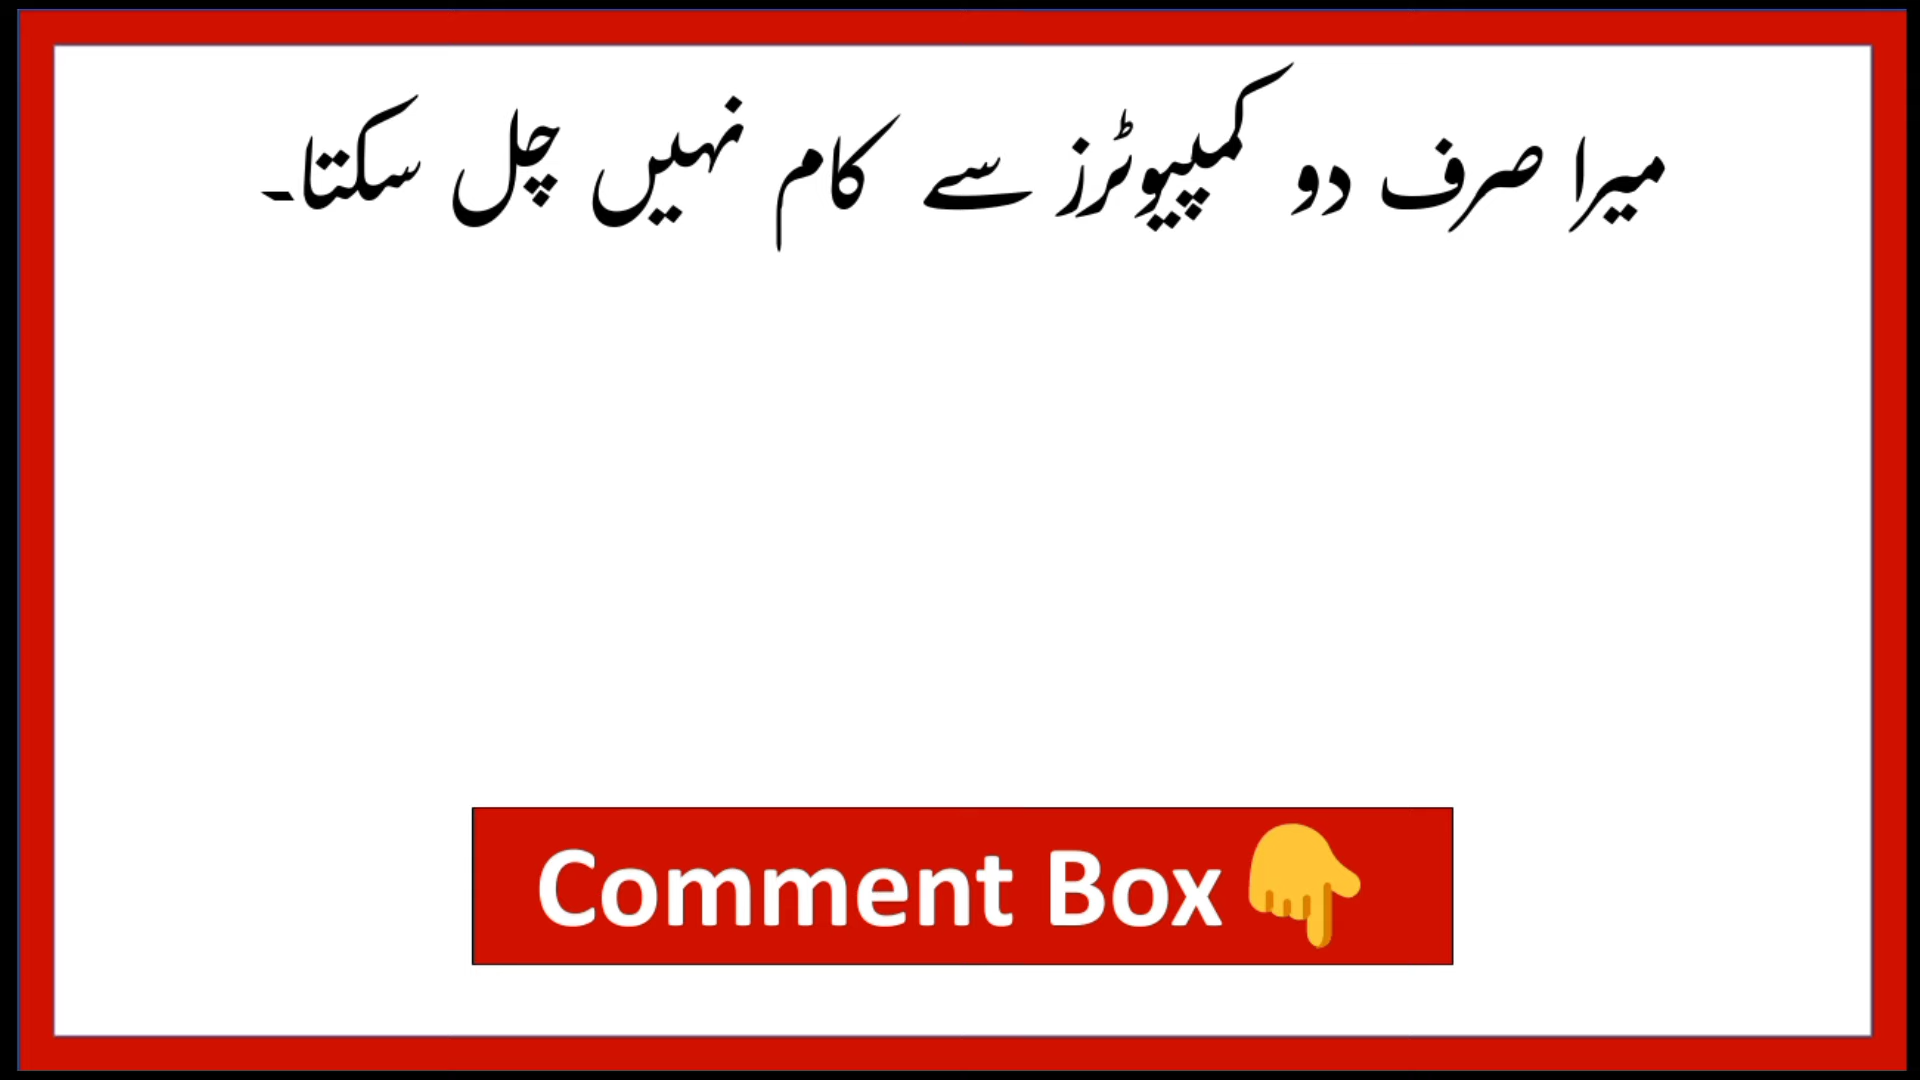 میرا صرف دو کمپیوٹرز سے کام نہیں چل سکتا۔
Comment Box👇